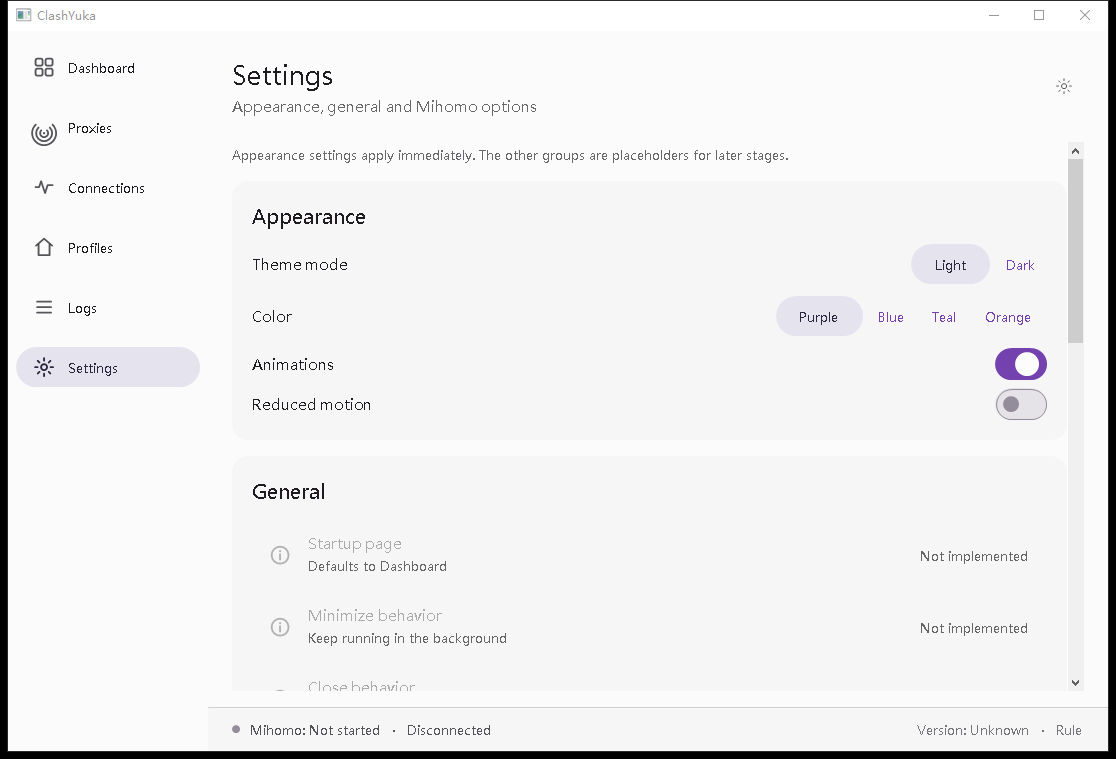 ClashYuka
Dashboard
Proxies
Connections
Profiles
Logs
Settings
Settings
Appearance, general and Mihomo options
Appearance settings apply immediately. The other groups are placeholders for later stages.
Appearance
Theme mode
Light Dark
Color
Purple Blue Teal Orange
Animations
Reduced motion
General
Startup page
Defaults to Dashboard
Not implemented
Minimize behavior
Keep running in the background
Not implemented
Close behavior
Mihomo: Not started · Disconnected
Version: Unknown · Rule